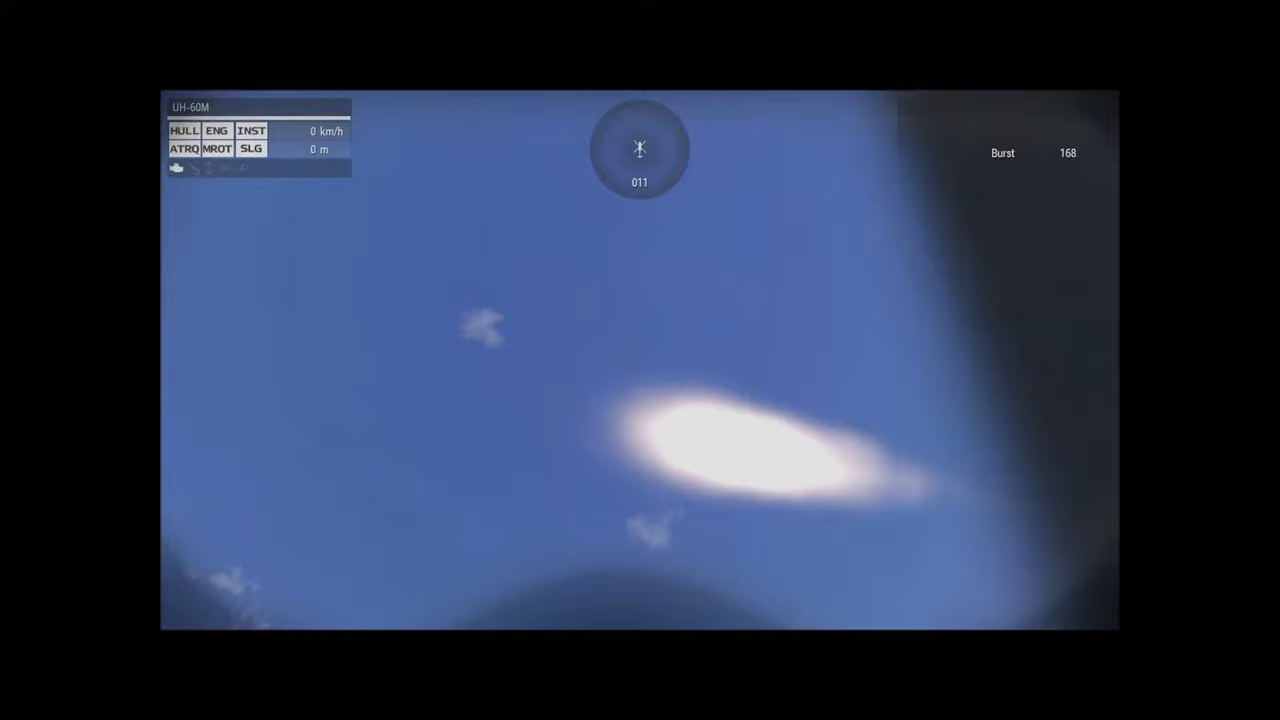 UH-60M
HULL ENG INST 0 km/h
ATRQ MROT SLG 0 m
011
Burst 168